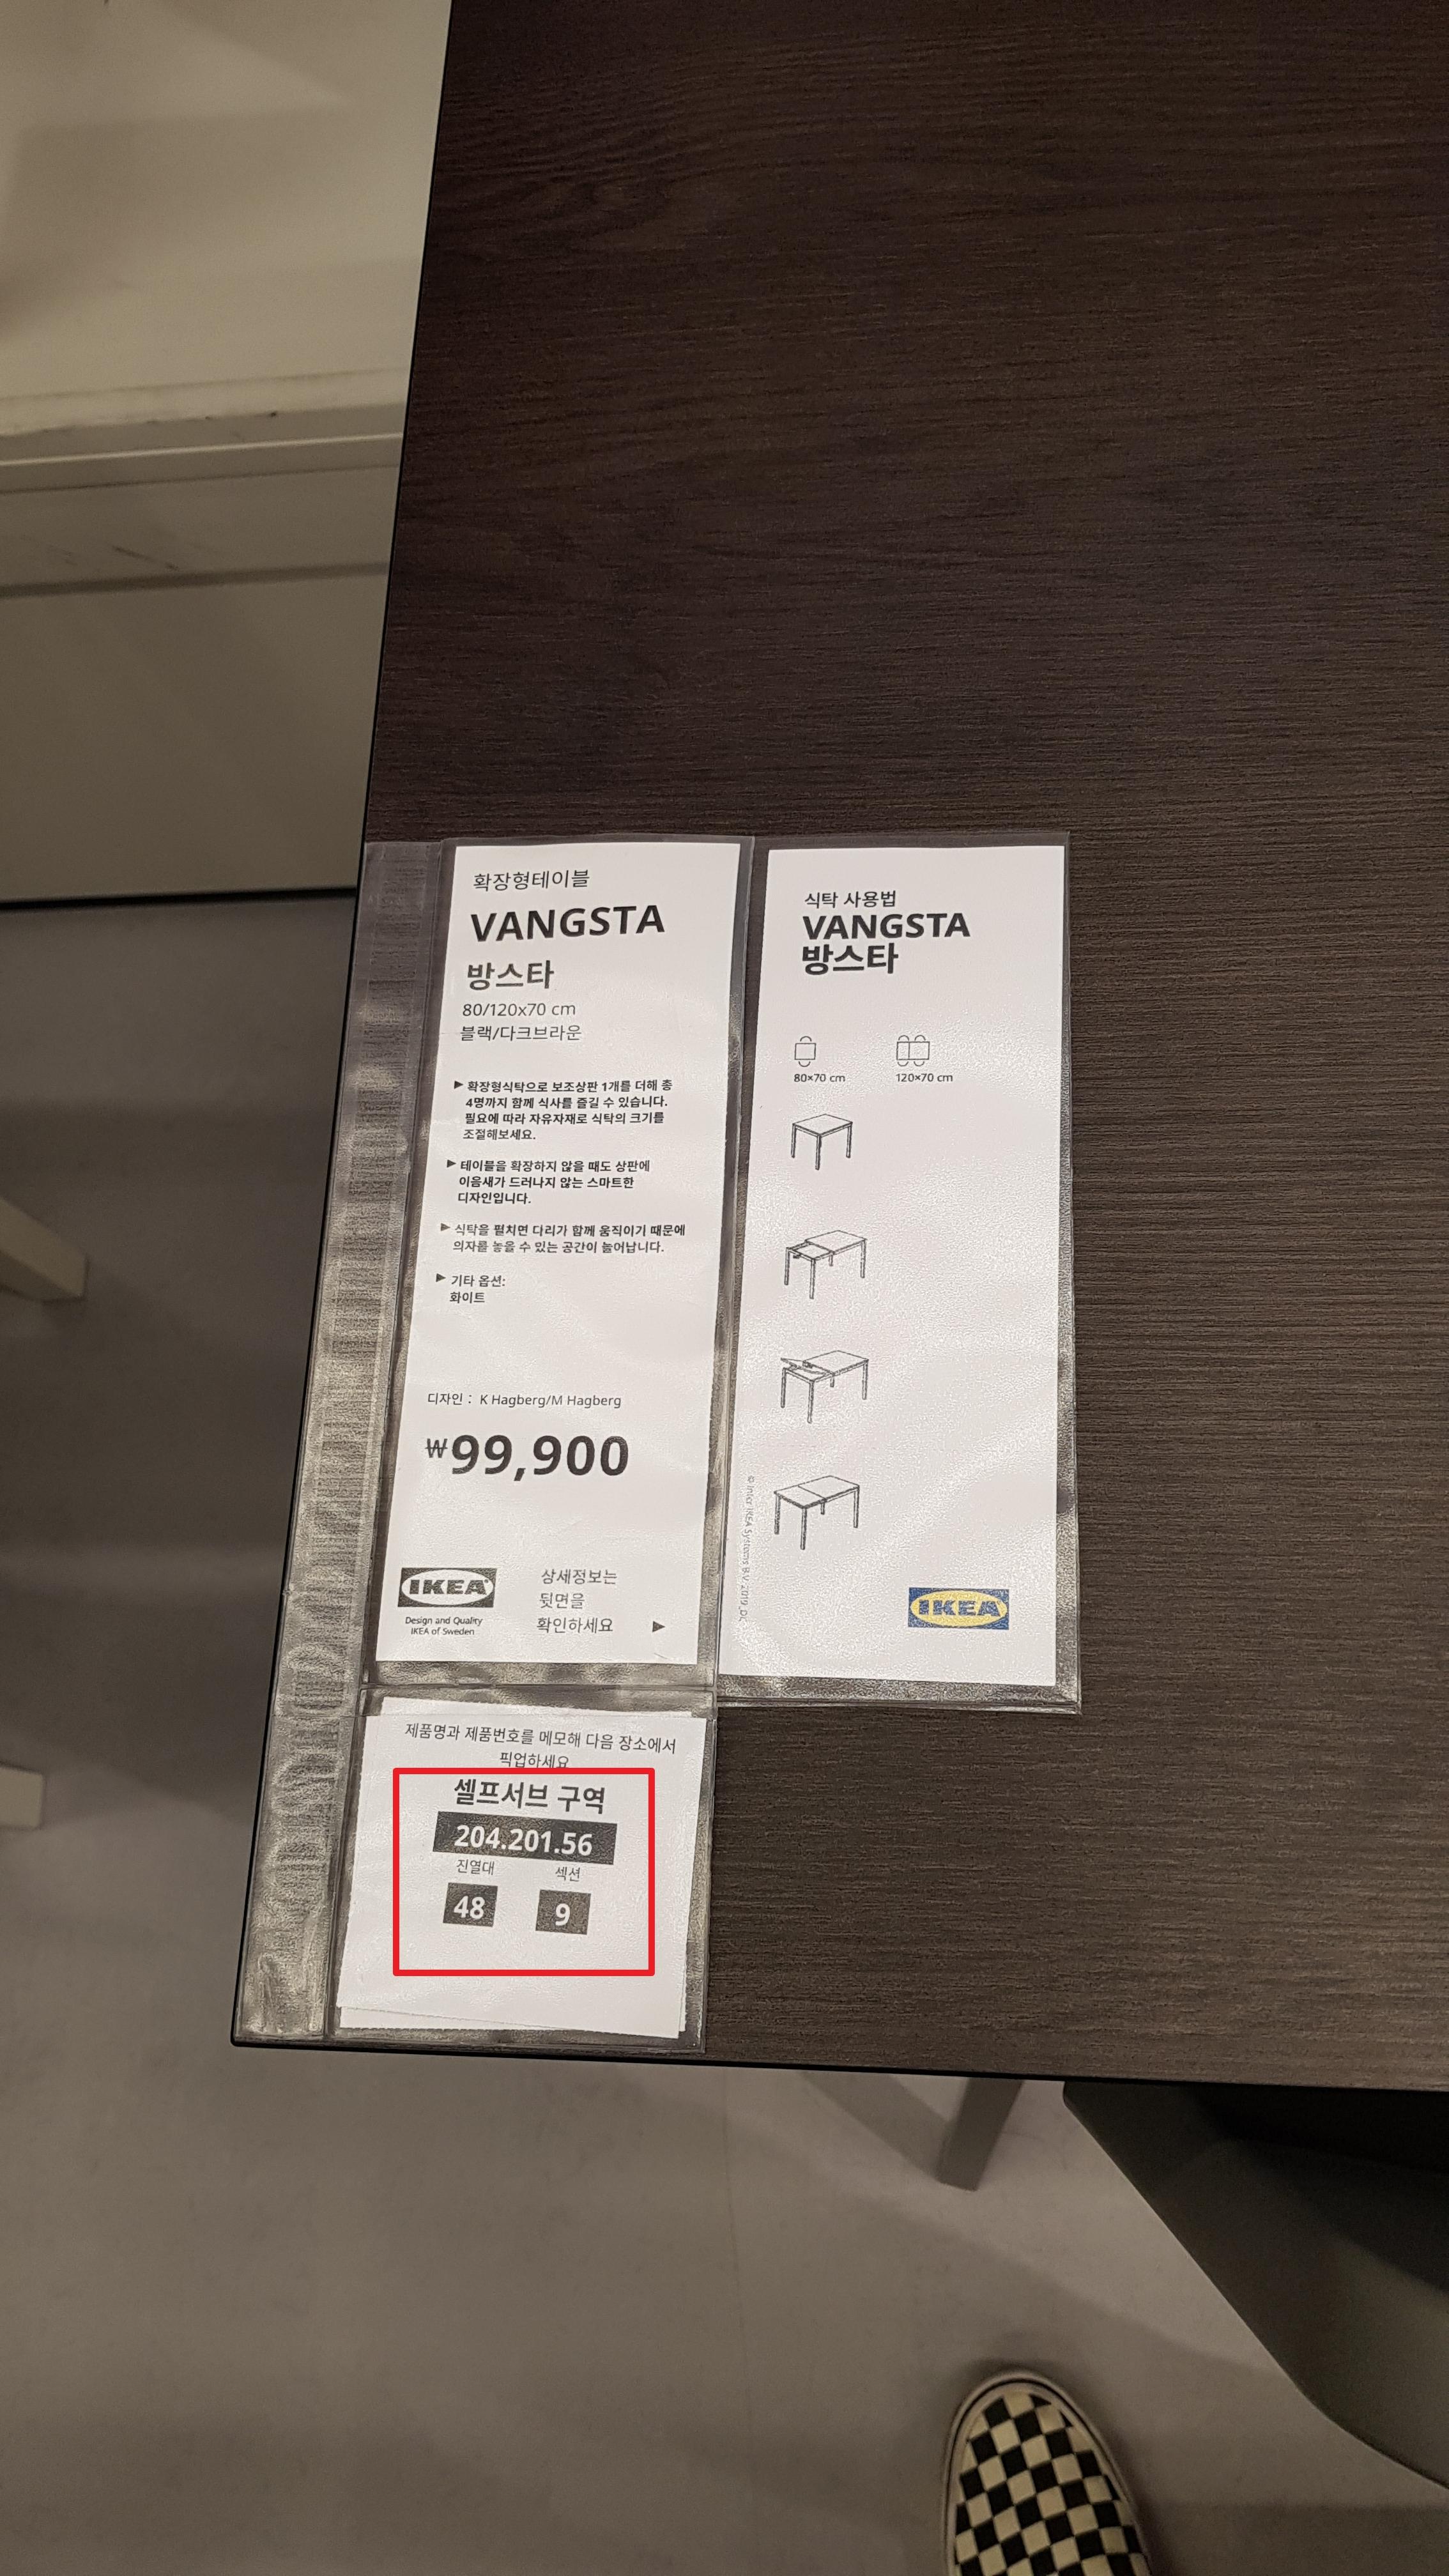 확장형테이블
VANGSTA
방스타
80/120x70 cm
블랙/다크브라운
▶ 확장형식탁으로 보조상판 1개를 더해 총
4명까지 함께 식사를 즐길 수 있습니다.
필요에 따라 자유자재로 식탁의 크기를
조절해보세요.
▶ 테이블을 확장하지 않을 때도 상판에
이음새가 드러나지 않는 스마트한
디자인입니다.
▶ 식탁을 펼치면 다리가 함께 움직이기 때문에
의자를 놓을 수 있는 공간이 늘어납니다.
▶ 기타 옵션:
화이트
디자인 : K Hagberg/M Hagberg
₩99,900
IKEA
Design and Quality
IKEA of Sweden
상세정보는
뒷면을
확인하세요 ▶
제품명과 제품번호를 메모해 다음 장소에서
픽업하세요
셀프서브 구역
204.201.56
진열대 섹션
48 9
식탁 사용법
VANGSTA
방스타
80×70 cm 120×70 cm
© Inter IKEA Systems B.V. 2019
IKEA